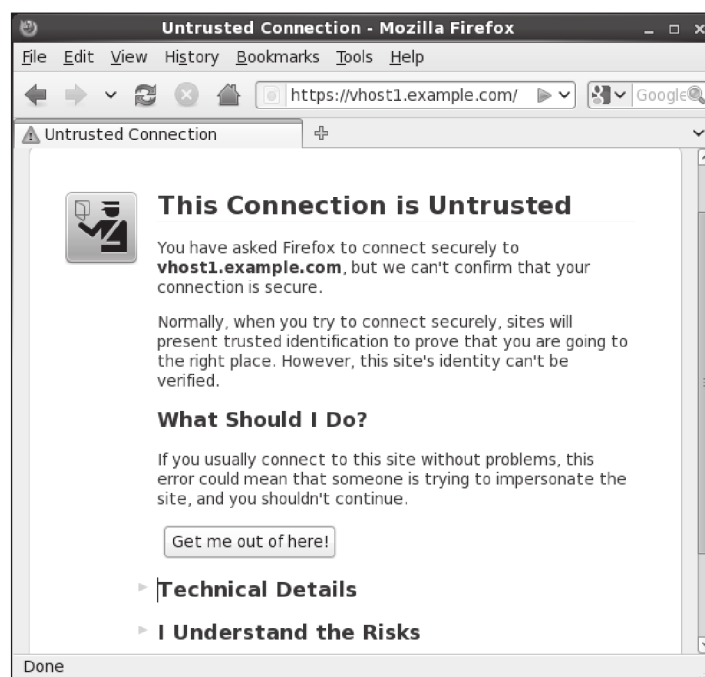 Untrusted Connection - Mozilla Firefox
File Edit View History Bookmarks Tools Help
https://vhost1.example.com/ Google
Untrusted Connection
This Connection is Untrusted
You have asked Firefox to connect securely to
vhost1.example.com, but we can't confirm that your
connection is secure.
Normally, when you try to connect securely, sites will
present trusted identification to prove that you are going to
the right place. However, this site's identity can't be
verified.
What Should I Do?
If you usually connect to this site without problems, this
error could mean that someone is trying to impersonate the
site, and you shouldn't continue.
Get me out of here!
Technical Details
I Understand the Risks
Done